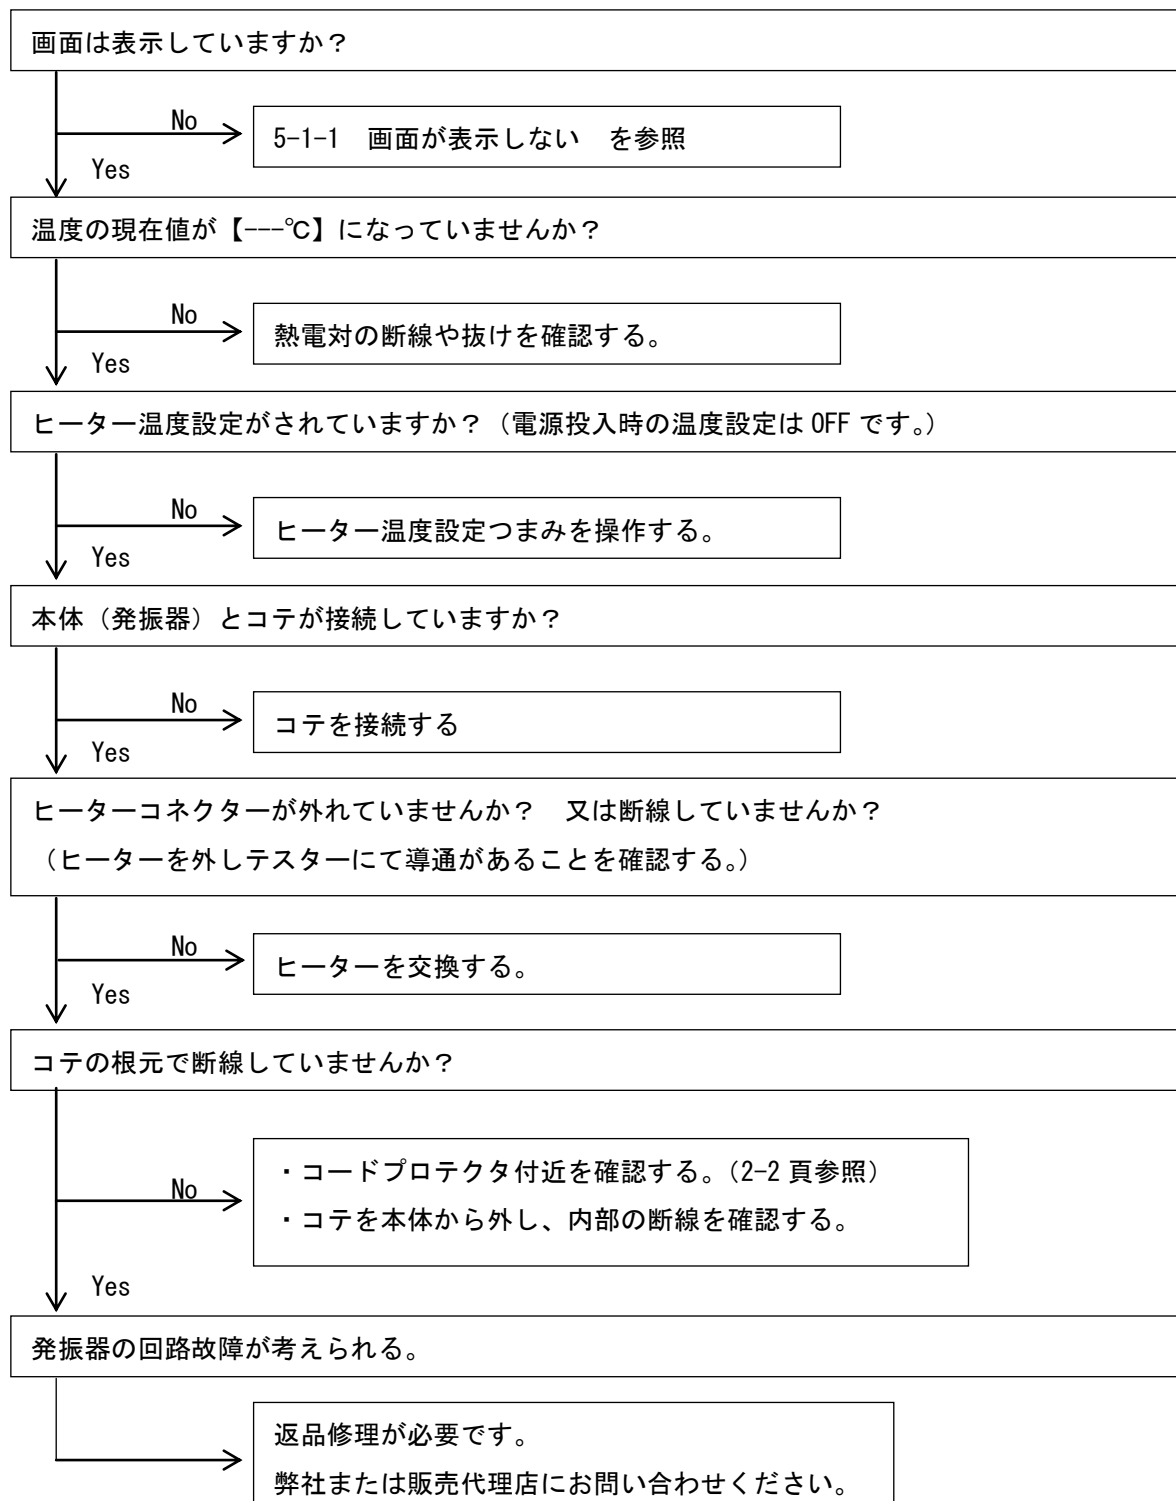 画面は表示していますか？
No
5-1-1　画面が表示しない　を参照
Yes
温度の現在値が【---℃】になっていませんか？
No
熱電対の断線や抜けを確認する。
Yes
ヒーター温度設定がされていますか？（電源投入時の温度設定は OFF です。）
No
ヒーター温度設定つまみを操作する。
Yes
本体（発振器）とコテが接続していますか？
No
コテを接続する
Yes
ヒーターコネクターが外れていませんか？　又は断線していませんか？
（ヒーターを外しテスターにて導通があることを確認する。）
No
ヒーターを交換する。
Yes
コテの根元で断線していませんか？
・コードプロテクタ付近を確認する。（2-2 頁参照）
No
・コテを本体から外し、内部の断線を確認する。
Yes
発振器の回路故障が考えられる。
返品修理が必要です。
弊社または販売代理店にお問い合わせください。